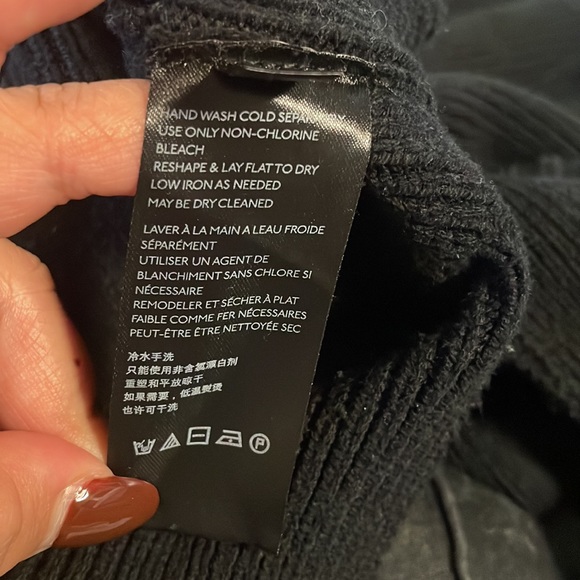 HAND WASH COLD SEPARATELY
USE ONLY NON-CHLORINE
BLEACH
RESHAPE & LAY FLAT TO DRY
LOW IRON AS NEEDED
MAY BE DRY CLEANED
LAVER À LA MAIN A LEAU FROIDE
SÉPARÉMENT
UTILISER UN AGENT DE
BLANCHIMENT SANS CHLORE SI
NÉCESSAIRE
REMODELER ET SÉCHER À PLAT
FAIBLE COMME FER NÉCESSAIRES
PEUT-ÊTRE ÊTRE NETTOYÉE SEC
冷水手洗
只能使用非含氯漂白剂
重塑和平放晾干
如果需要，低温熨烫
也许可干洗
P